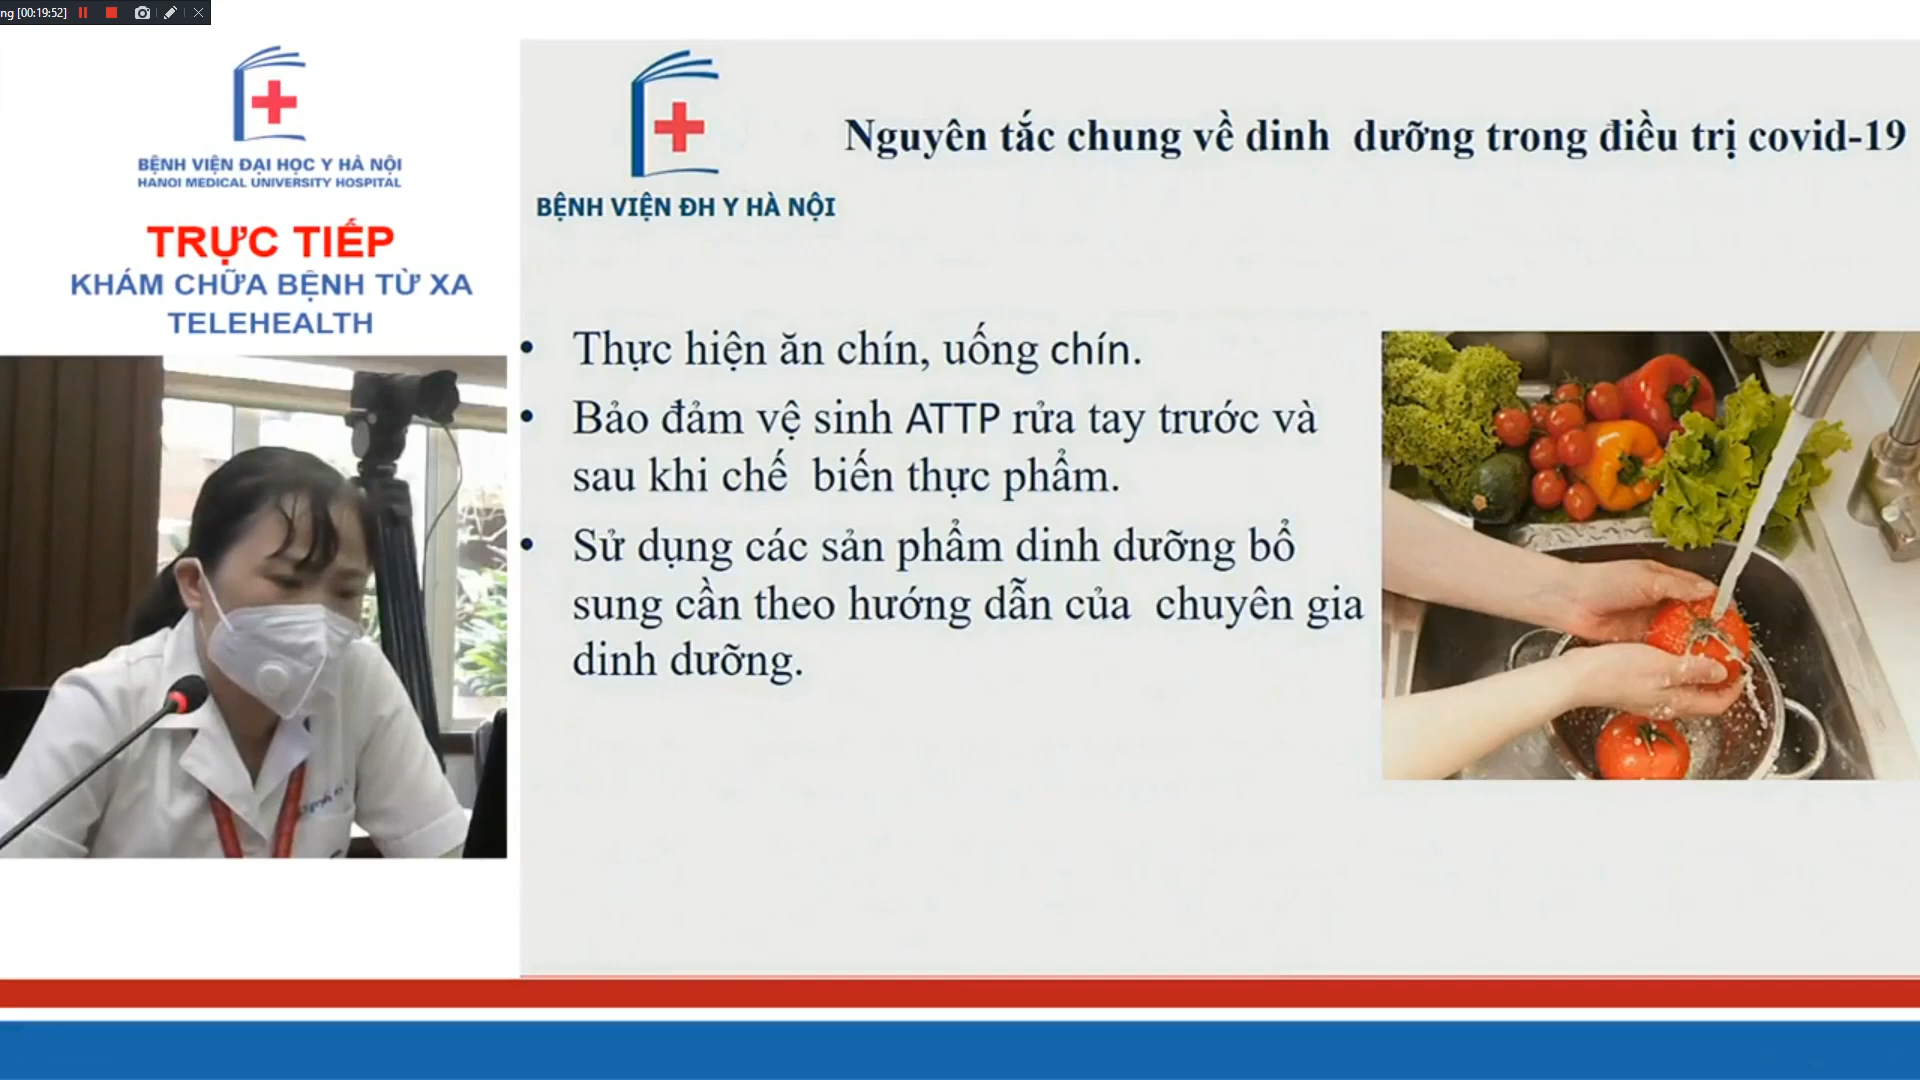 ng [00:19:52]
BỆNH VIỆN ĐẠI HỌC Y HÀ NỘI
HANOI MEDICAL UNIVERSITY HOSPITAL
TRỰC TIẾP
KHÁM CHỮA BỆNH TỪ XA
TELEHEALTH
BỆNH VIỆN ĐH Y HÀ NỘI
Nguyên tắc chung về dinh dưỡng trong điều trị covid-19
• Thực hiện ăn chín, uống chín.
• Bảo đảm vệ sinh ATTP rửa tay trước và
sau khi chế biến thực phẩm.
• Sử dụng các sản phẩm dinh dưỡng bổ
sung cần theo hướng dẫn của chuyên gia
dinh dưỡng.